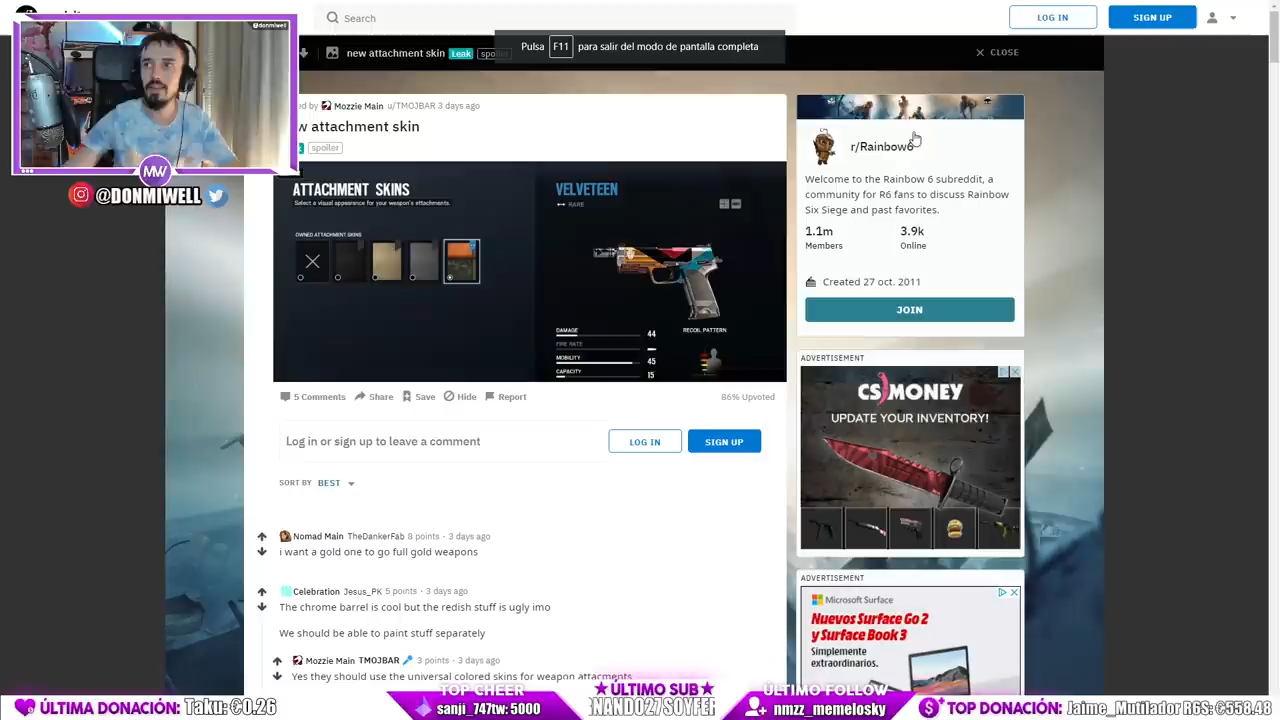 @donmiwell
Search
LOG IN
SIGN UP
new attachment skin Leak spoi
Pulsa F11 para salir del modo de pantalla completa
CLOSE
ed by Mozzie Main u/TMOJBAR 3 days ago
w attachment skin
spoiler
MW
@DONMIWELL
ATTACHMENT SKINS
Select a visual appearance for your weapon's attachments.
OWNED ATTACHMENT SKINS
VELVETEEN
RARE
DAMAGE 44
FIRE RATE
MOBILITY 45
CAPACITY 15
RECOIL PATTERN
5 Comments Share Save Hide Report 86% Upvoted
Log in or sign up to leave a comment LOG IN SIGN UP
SORT BY BEST
Nomad Main TheDankerFab 8 points · 3 days ago
i want a gold one to go full gold weapons
Celebration Jesus_PK 5 points · 3 days ago
The chrome barrel is cool but the redish stuff is ugly imo
We should be able to paint stuff separately
Mozzie Main TMOJBAR 3 points · 3 days ago
Yes they should use the universal colored skins for weapon attachments
r/Rainbow6
Welcome to the Rainbow 6 subreddit, a
community for R6 fans to discuss Rainbow
Six Siege and past favorites.
1.1m 3.9k
Members Online
Created 27 oct. 2011
JOIN
ADVERTISEMENT
CS MONEY
UPDATE YOUR INVENTORY!
ADVERTISEMENT
Microsoft Surface
Nuevos Surface Go 2
y Surface Book 3
Simplemente
extraordinarios.
ÚLTIMA DONACIÓN: Taku: €0.26
TOP CHEER
sanji_747tw: 5000
★ÚLTIMO SUB★
NANDO27 SOYFER
ÚLTIMO FOLLOW
nmzz_memelosky
TOP DONACIÓN: Jaime_Mutilador R6S: €558.48